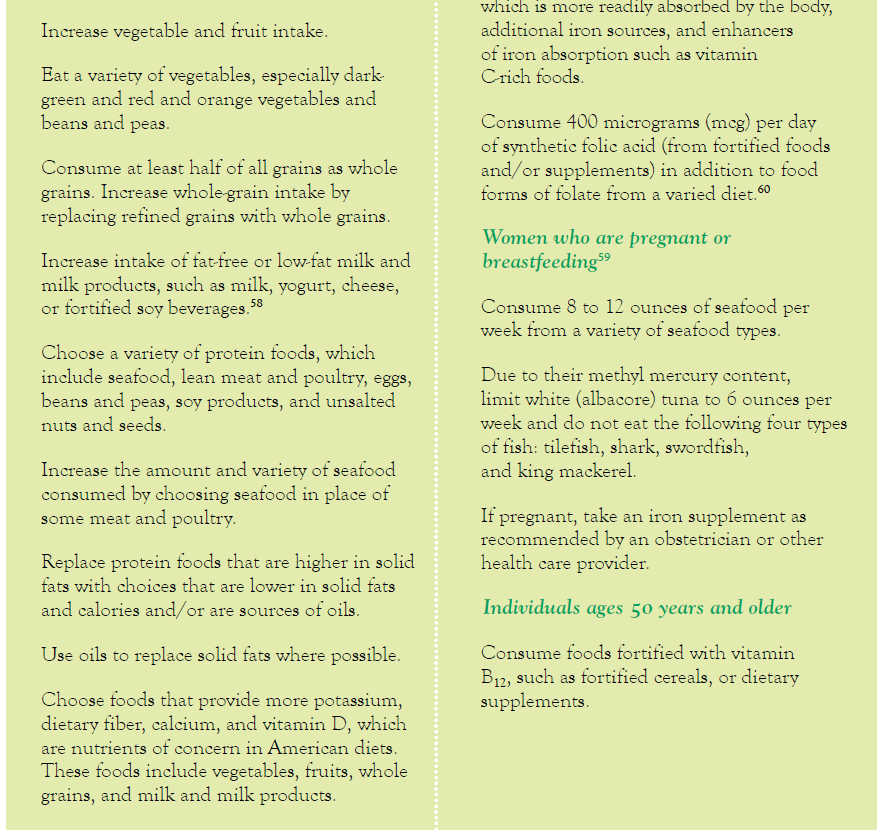 Increase vegetable and fruit intake.
Eat a variety of vegetables, especially dark-
green and red and orange vegetables and
beans and peas.
Consume at least half of all grains as whole
grains. Increase whole-grain intake by
replacing refined grains with whole grains.
Increase intake of fat-free or low-fat milk and
milk products, such as milk, yogurt, cheese,
or fortified soy beverages.58
Choose a variety of protein foods, which
include seafood, lean meat and poultry, eggs,
beans and peas, soy products, and unsalted
nuts and seeds.
Increase the amount and variety of seafood
consumed by choosing seafood in place of
some meat and poultry.
Replace protein foods that are higher in solid
fats with choices that are lower in solid fats
and calories and/or are sources of oils.
Use oils to replace solid fats where possible.
Choose foods that provide more potassium,
dietary fiber, calcium, and vitamin D, which
are nutrients of concern in American diets.
These foods include vegetables, fruits, whole
grains, and milk and milk products.
which is more readily absorbed by the body,
additional iron sources, and enhancers
of iron absorption such as vitamin
C-rich foods.
Consume 400 micrograms (mcg) per day
of synthetic folic acid (from fortified foods
and/or supplements) in addition to food
forms of folate from a varied diet.60
Women who are pregnant or
breastfeeding59
Consume 8 to 12 ounces of seafood per
week from a variety of seafood types.
Due to their methyl mercury content,
limit white (albacore) tuna to 6 ounces per
week and do not eat the following four types
of fish: tilefish, shark, swordfish,
and king mackerel.
If pregnant, take an iron supplement as
recommended by an obstetrician or other
health care provider.
Individuals ages 50 years and older
Consume foods fortified with vitamin
B12, such as fortified cereals, or dietary
supplements.